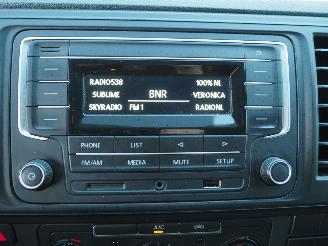 RADIO538 100% NL
SUBLIME BNR VERONICA
SKYRADIO FM 1 RADIONL
PHONE LIST
FM/AM MEDIA MUTE SETUP
A/C